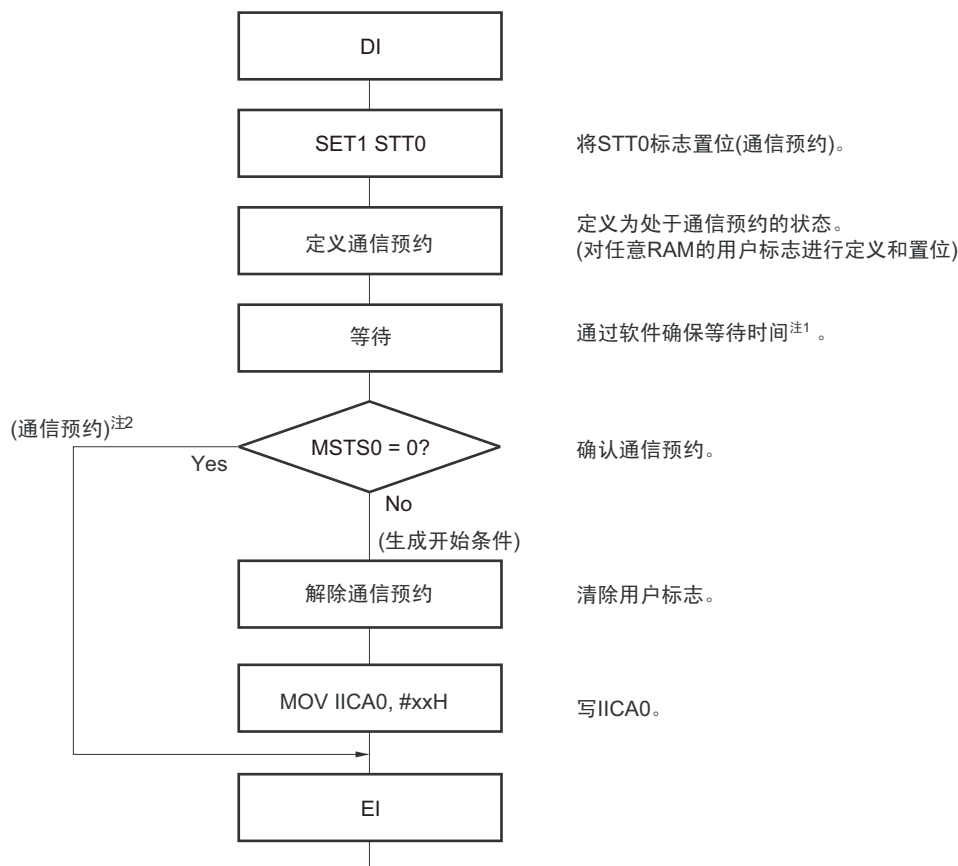 DI
SET1 STT0
将STT0标志置位(通信预约)。
定义通信预约
定义为处于通信预约的状态。
(对任意RAM的用户标志进行定义和置位)
等待
通过软件确保等待时间注1 。
(通信预约)注2
MSTS0 = 0?
确认通信预约。
Yes
No
(生成开始条件)
解除通信预约
清除用户标志。
MOV IICA0, #xxH
写IICA0。
EI